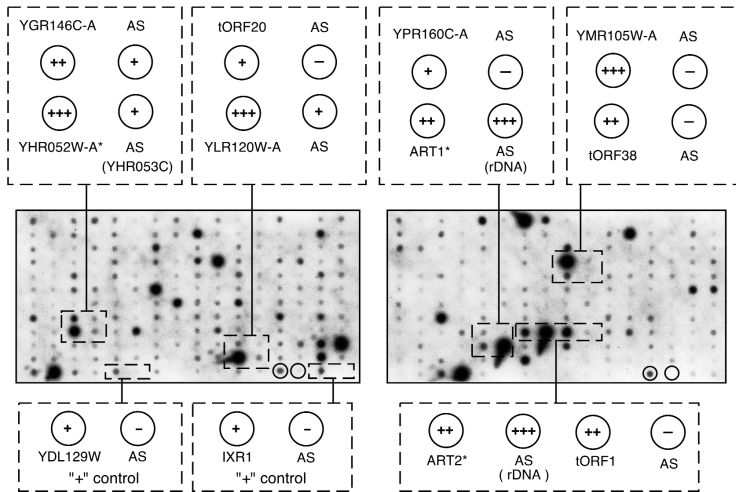 YGR146C-A AS tORF20 AS
++ + + −
+++ + +++ +
YHR052W-A* AS YLR120W-A AS
(YHR053C)
YPR160C-A AS YMR105W-A AS
+ − +++ −
++ +++ ++ −
ART1* AS tORF38 AS
(rDNA)
+ − + −
YDL129W AS IXR1 AS
"+" control "+" control
++ +++ ++ −
ART2* AS tORF1 AS
( rDNA)